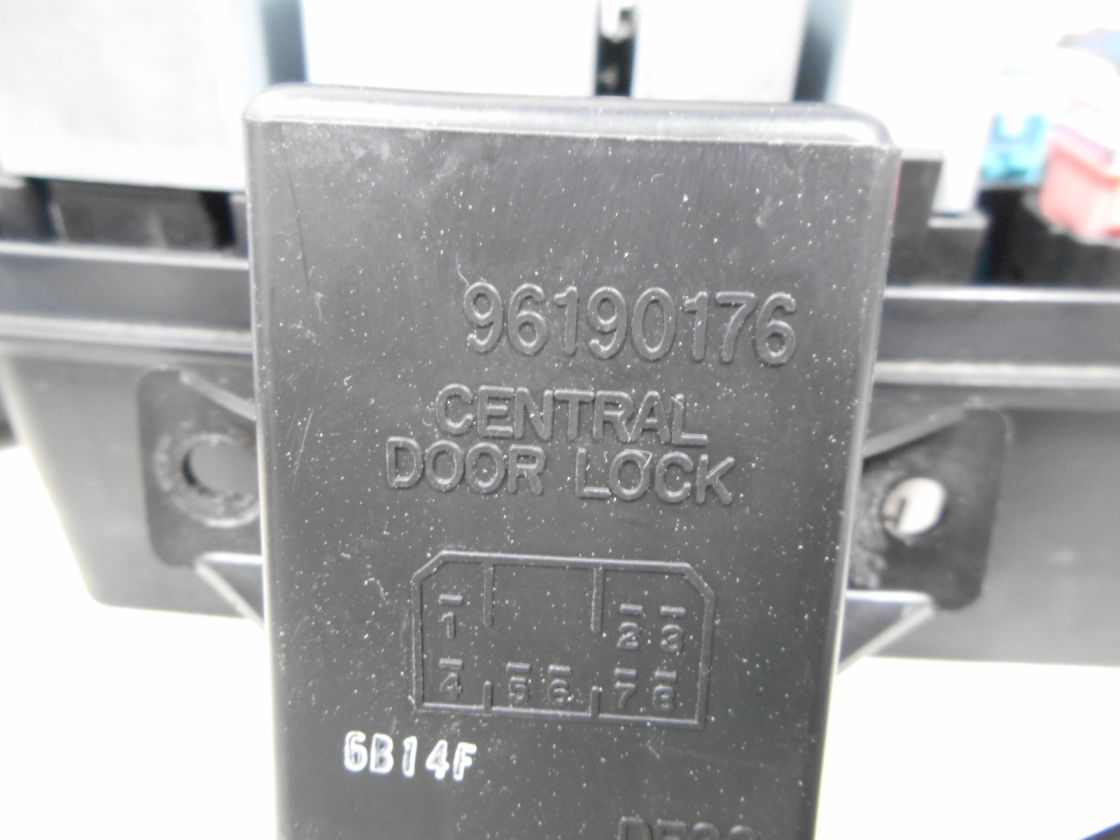 96190176
CENTRAL
DOOR LOCK
1 2 3
4 5 6 7 8
6B14F